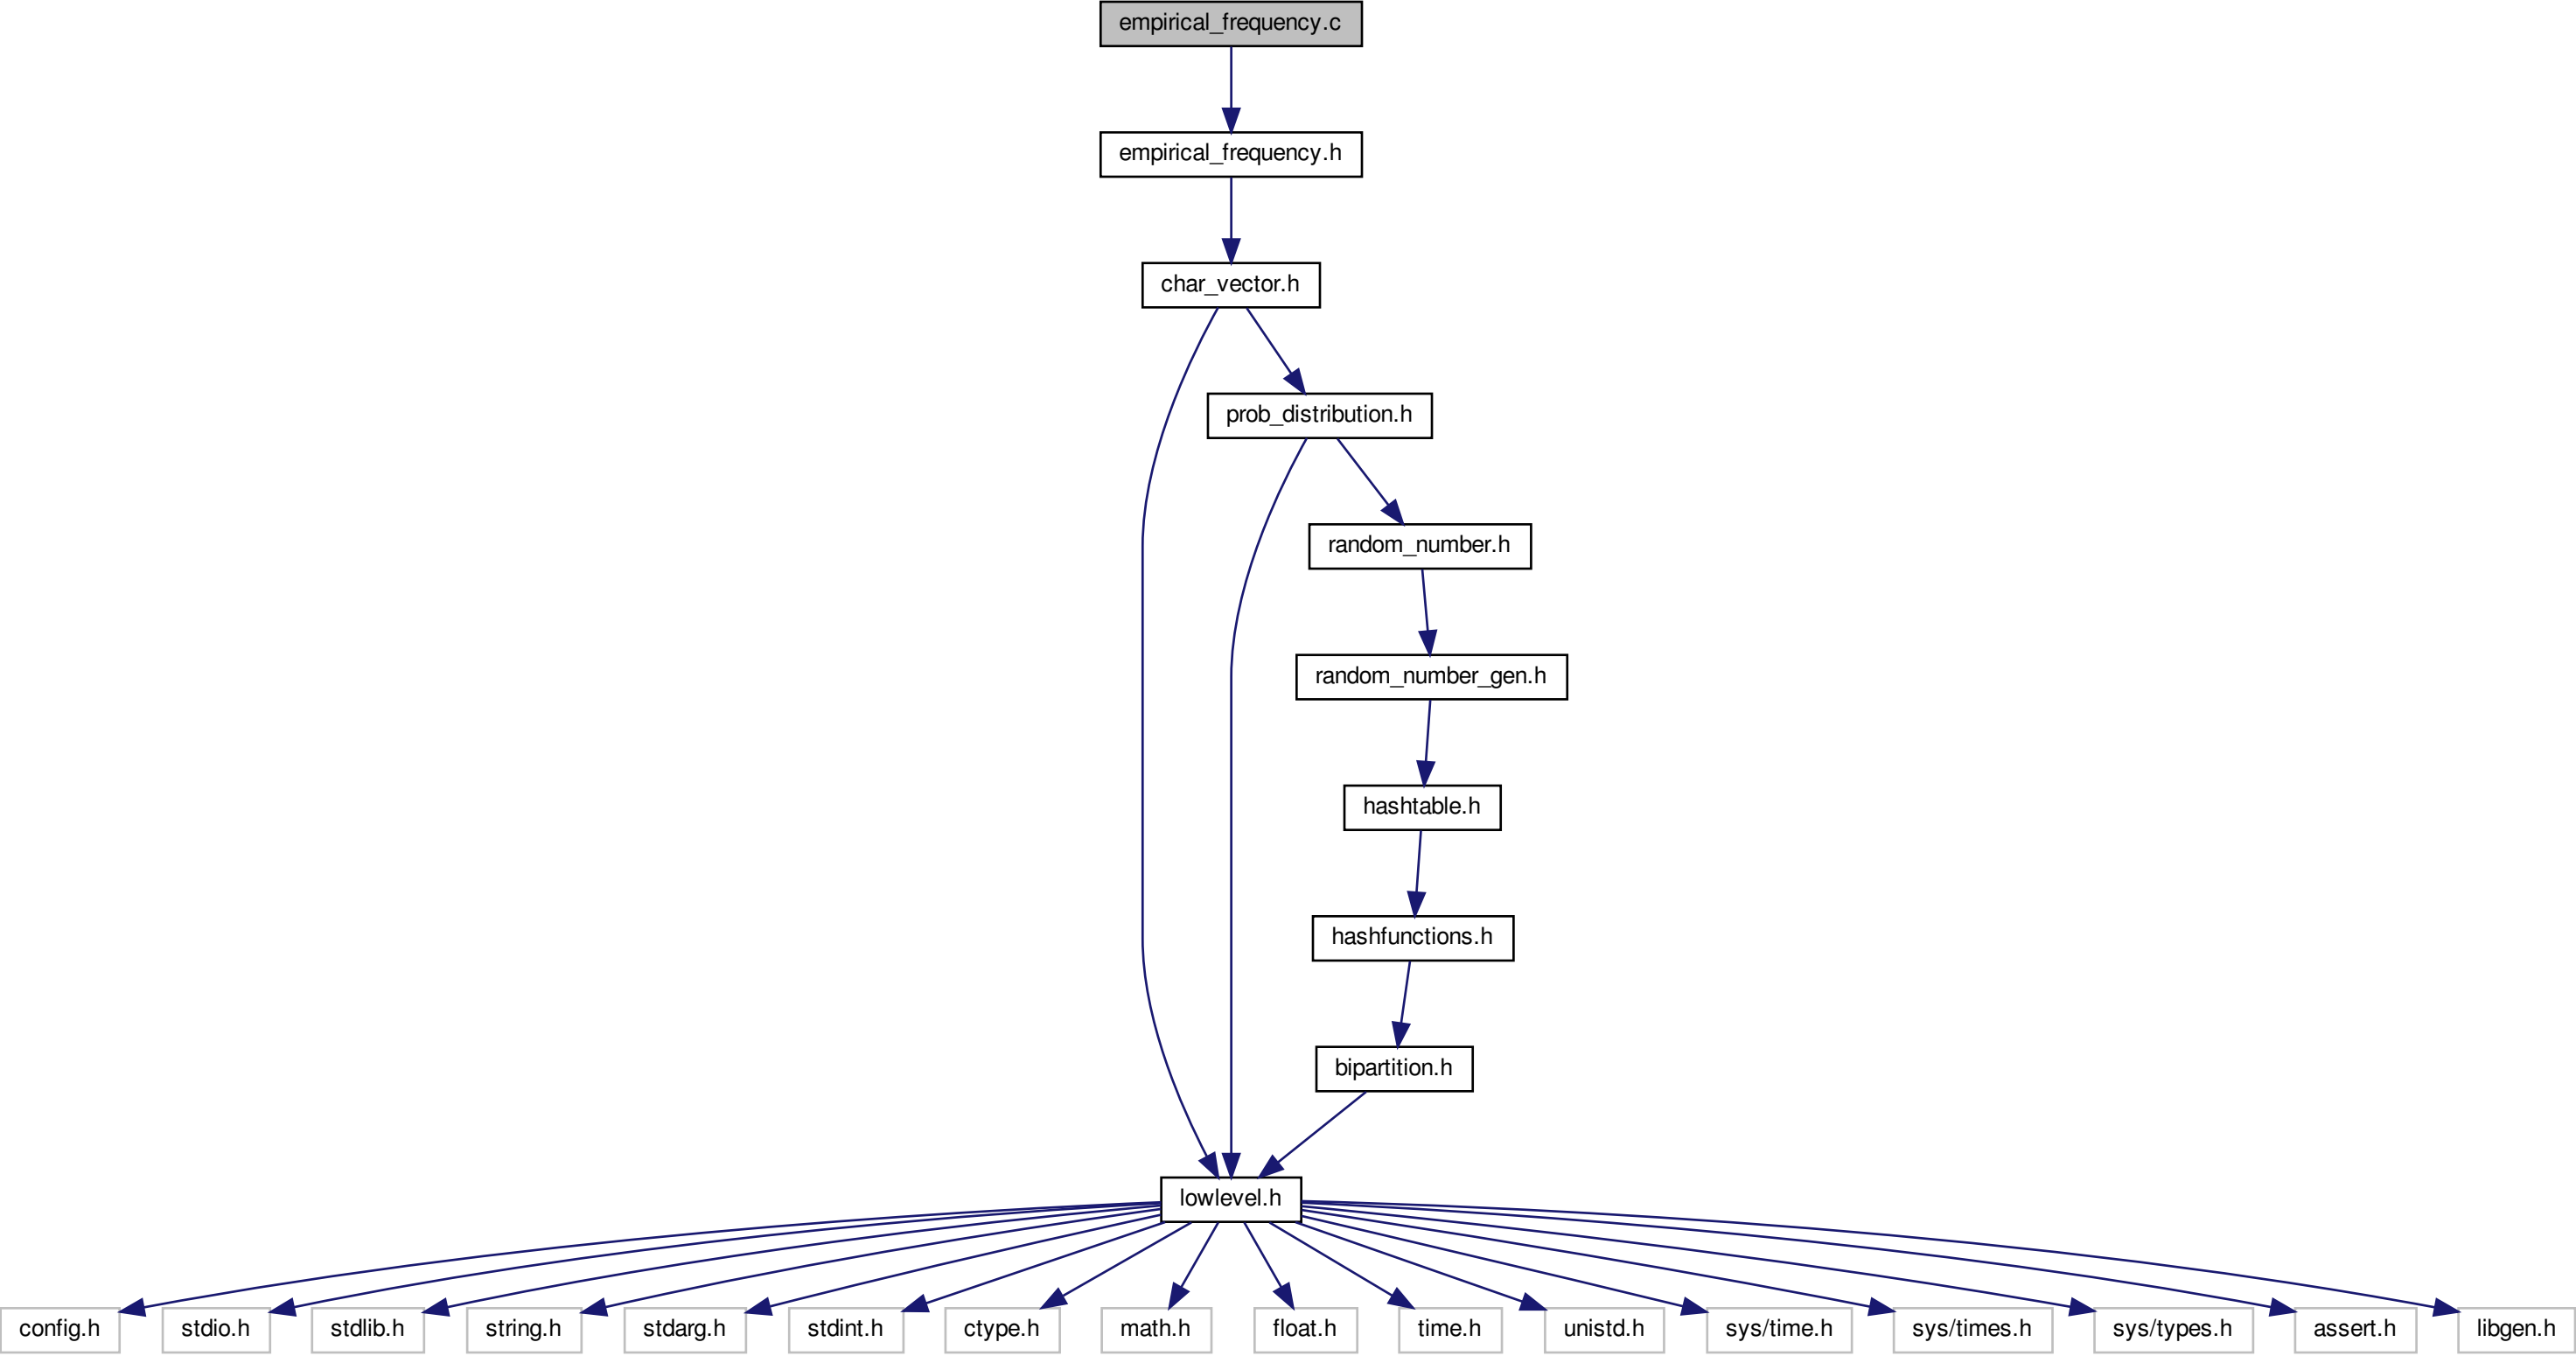 empirical_frequency.c
empirical_frequency.h
char_vector.h
prob_distribution.h
random_number.h
random_number_gen.h
hashtable.h
hashfunctions.h
bipartition.h
lowlevel.h
config.h
stdio.h
stdlib.h
string.h
stdarg.h
stdint.h
ctype.h
math.h
float.h
time.h
unistd.h
sys/time.h
sys/times.h
sys/types.h
assert.h
libgen.h